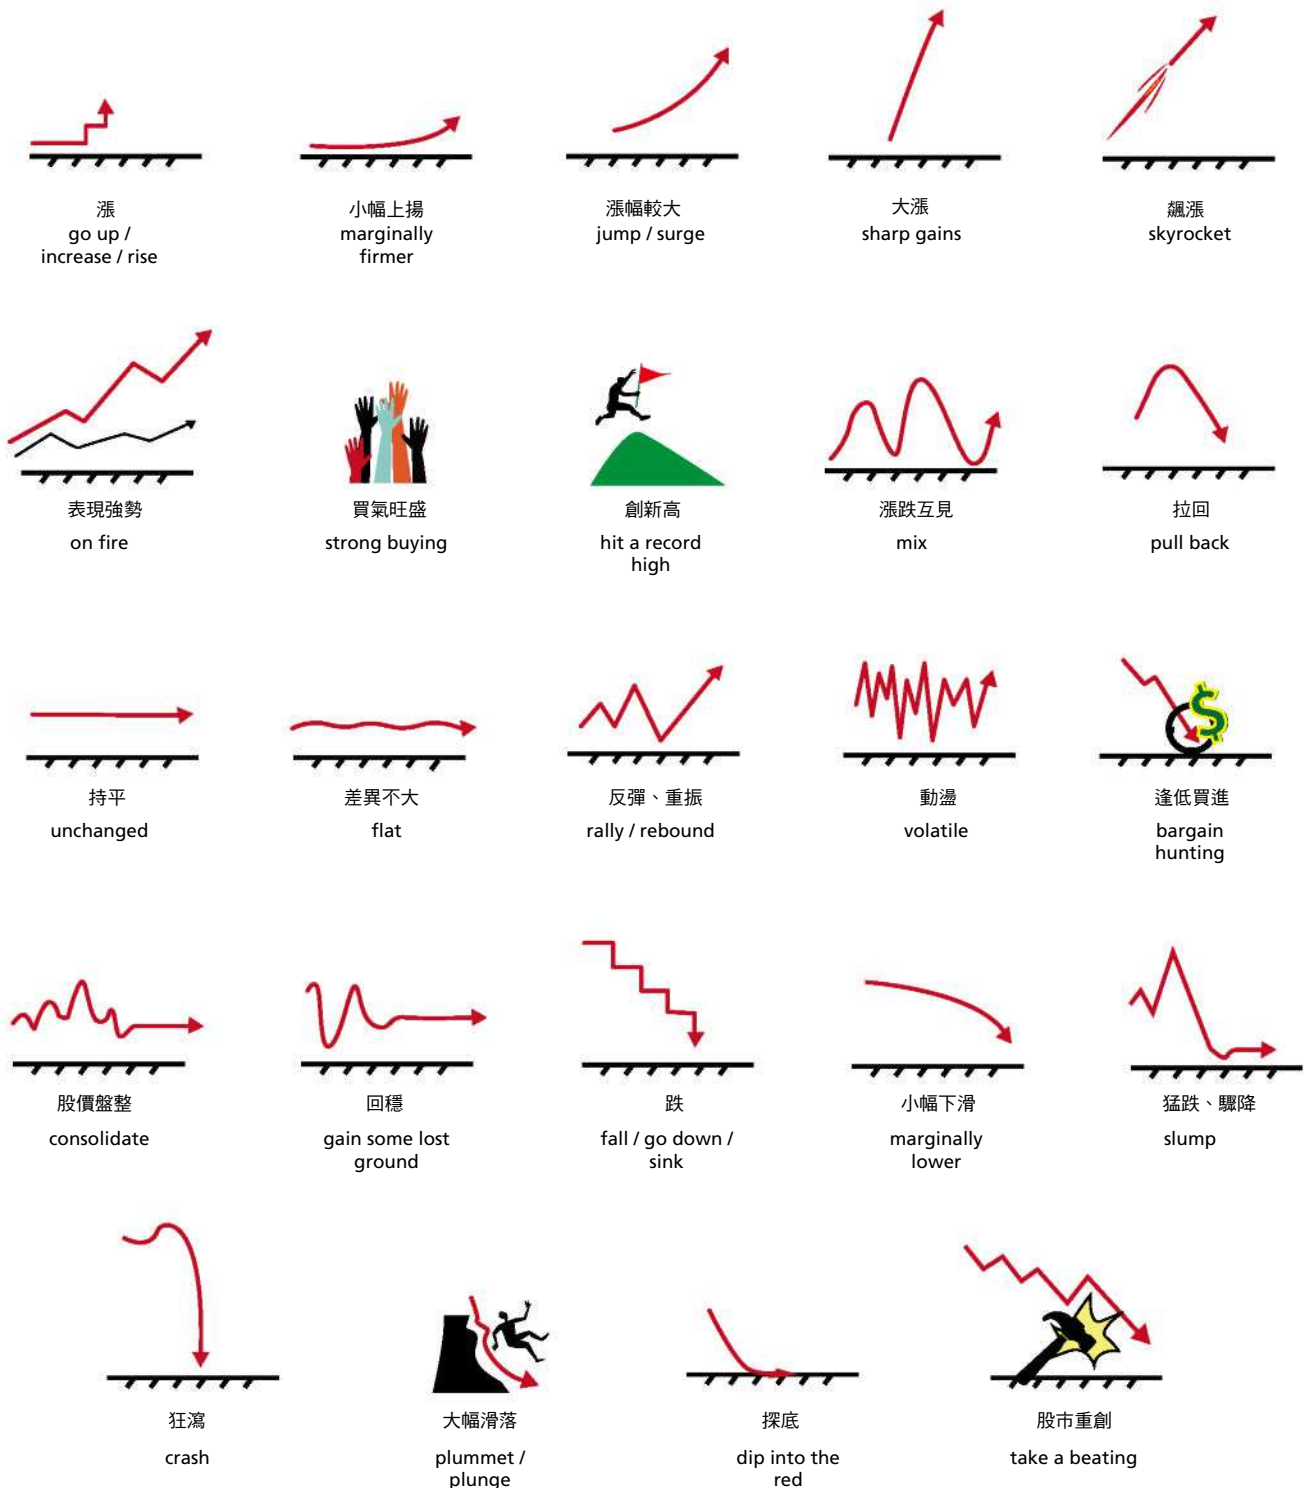 漲
go up /
increase / rise
小幅上揚
marginally
firmer
漲幅較大
jump / surge
大漲
sharp gains
飆漲
skyrocket
表現強勢
on fire
買氣旺盛
strong buying
創新高
hit a record
high
漲跌互見
mix
拉回
pull back
持平
unchanged
差異不大
flat
反彈、重振
rally / rebound
動盪
volatile
$
逢低買進
bargain
hunting
股價盤整
consolidate
回穩
gain some lost
ground
跌
fall / go down /
sink
小幅下滑
marginally
lower
猛跌、驟降
slump
狂瀉
crash
大幅滑落
plummet /
plunge
探底
dip into the
red
股市重創
take a beating